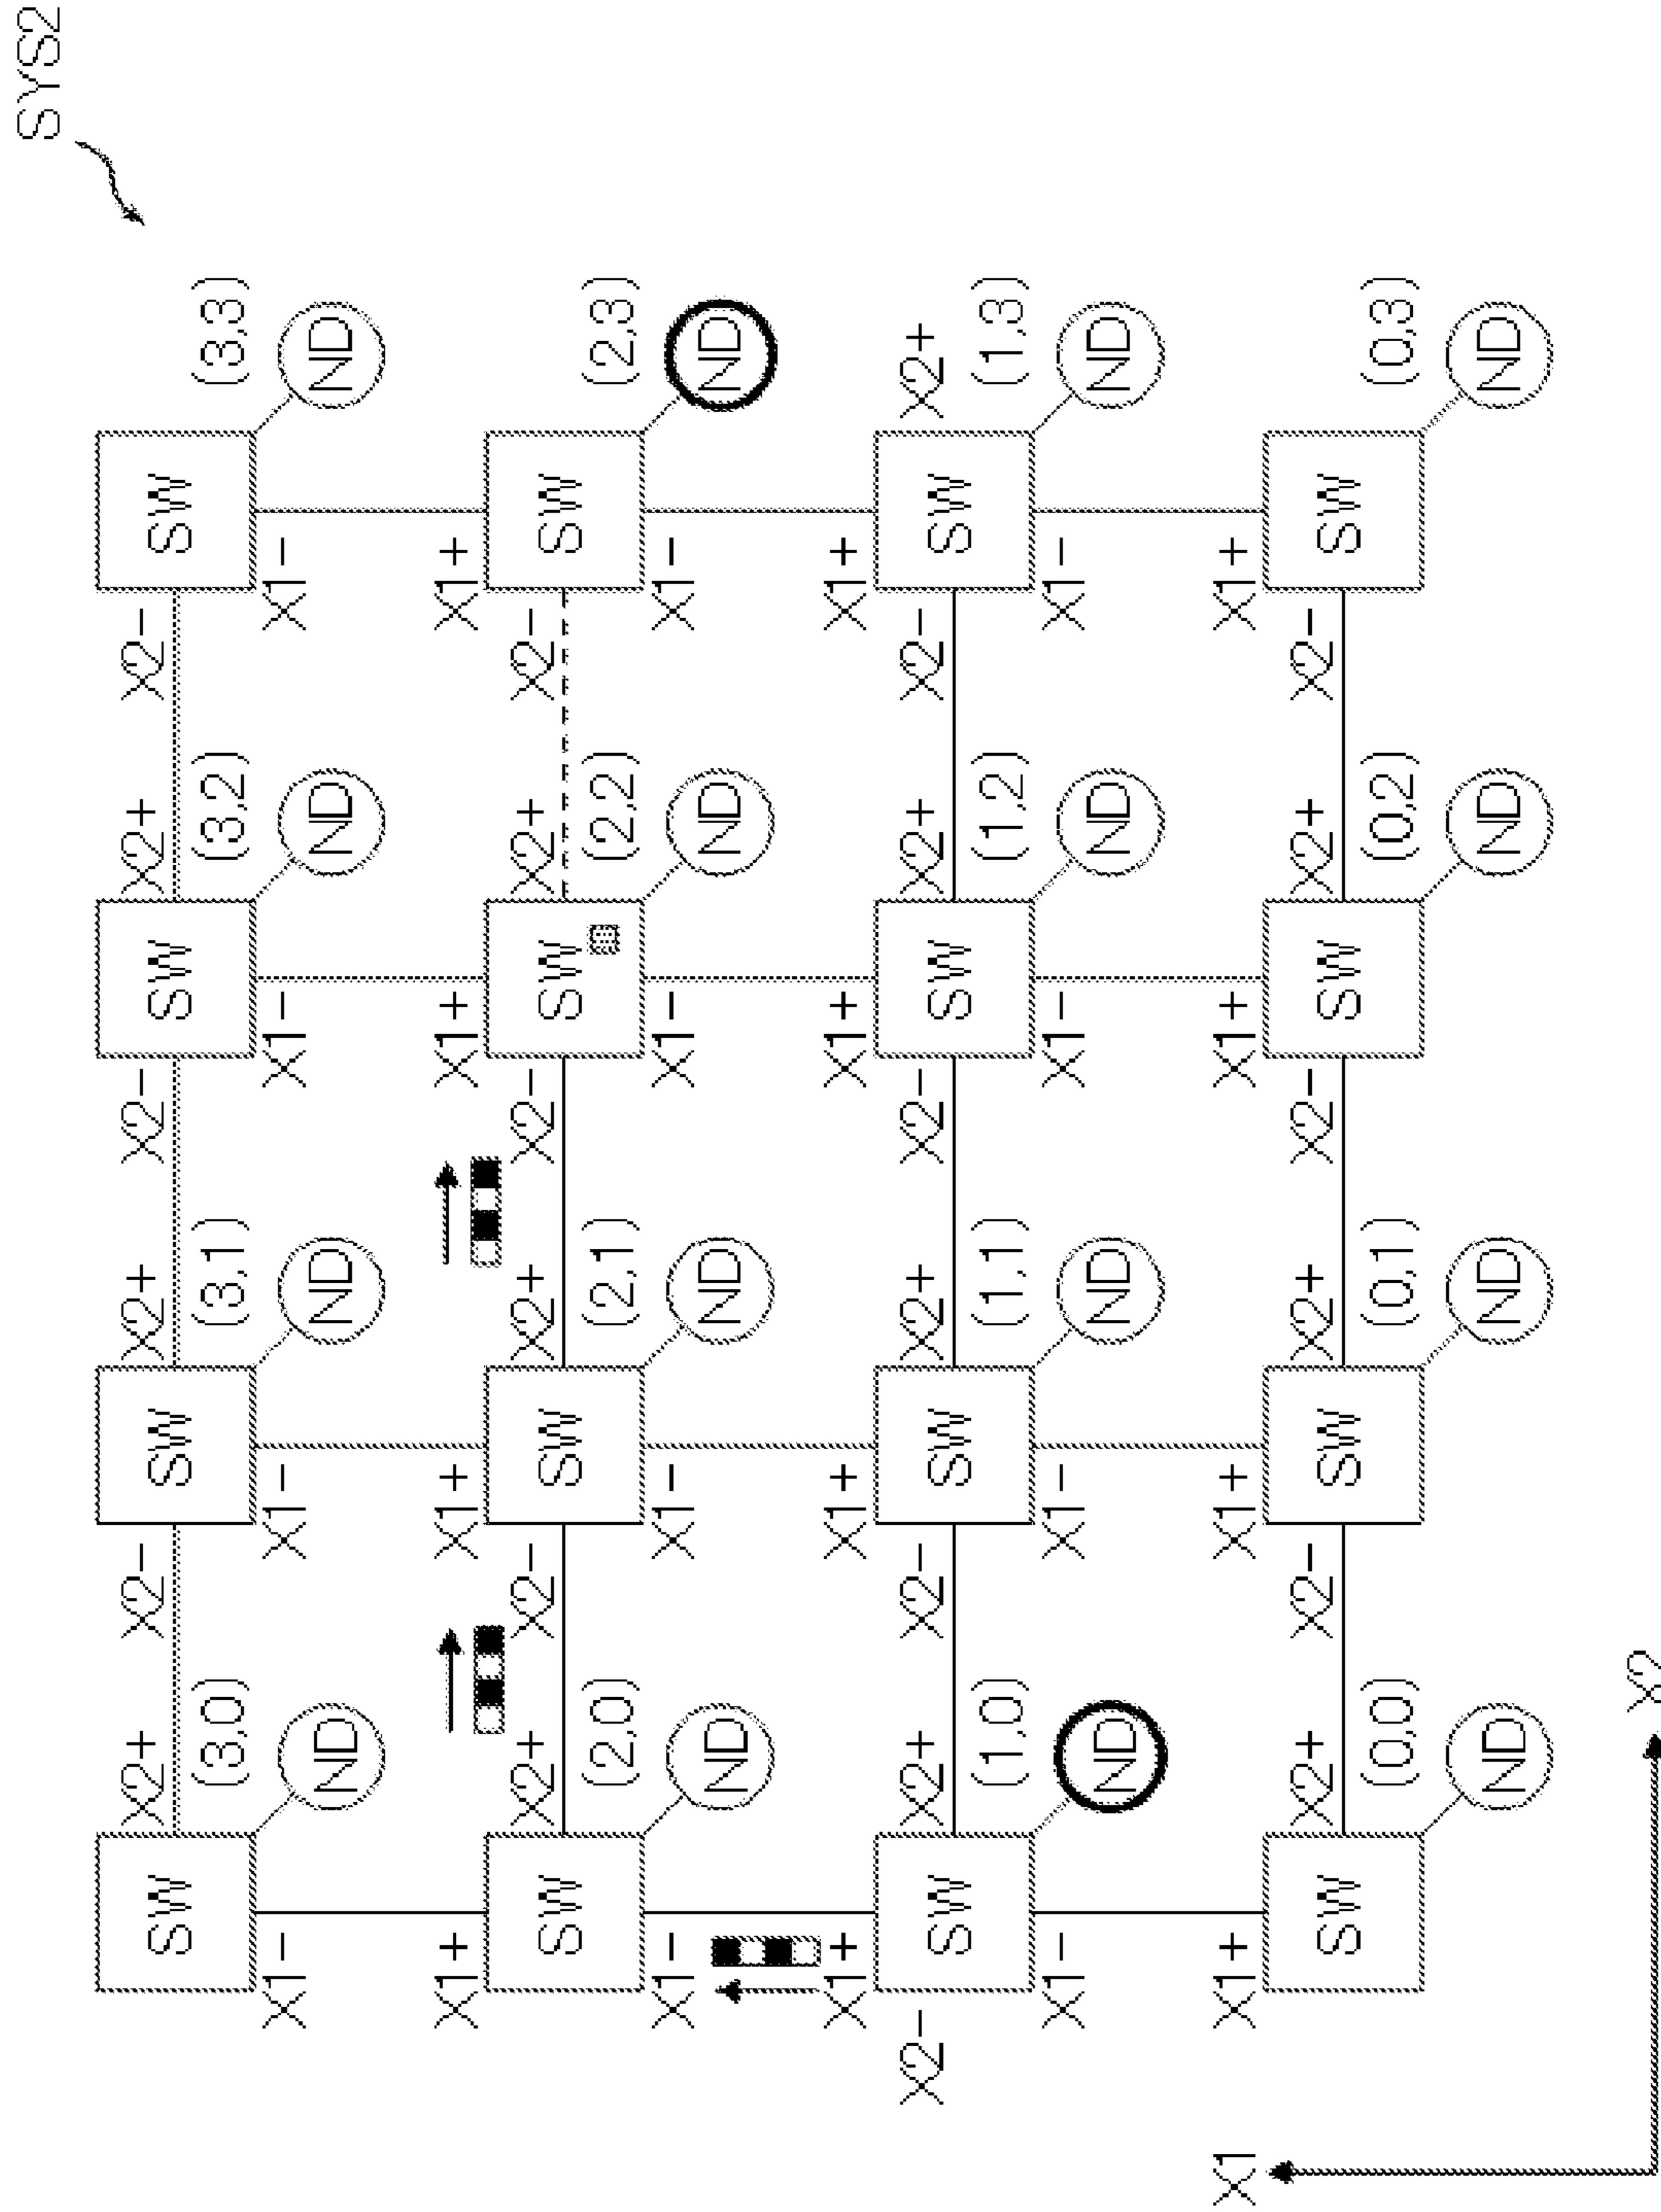 SYS2
X2+ X2- X2+ X2- X2+ X2-
SW SW SW SW
(3,0) (3,1) (3,2) (3,3)
X1- X1- X1- X1-
ND ND ND ND
X1+ X1+ X1+ X1+
X2+ X2- X2+ X2- X2+ X2-
SW SW SW SW
(2,0) (2,1) (2,2) (2,3)
X1- X1- X1- X1-
ND ND ND ND
X1+ X1+ X1+ X1+
X2- X2+ X2- X2+ X2- X2+ X2- X2+
SW SW SW SW
(1,0) (1,1) (1,2) (1,3)
X1- X1- X1- X1-
ND ND ND ND
X1 X1+ X1+ X1+ X1+
X2+ X2- X2+ X2- X2+ X2-
SW SW SW SW
(0,0) (0,1) (0,2) (0,3)
ND ND ND ND
X2